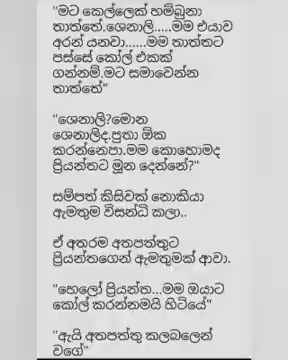 "මට කෙල්ලෙක් හම්බුනා
තාත්තේ.ශෙනාලි.....මම එයාව
අරන් යනවා......මම තාත්තට
පස්සේ කෝල් එකක්
ගන්නම්.මට සමාවෙන්න
තාත්තේ"
"ශෙනාලි?මොන
ශෙනාලිද.පුතා ඕක
කරන්නෙපා.මම කොහොමද
ප්‍රියන්තට මූන දෙන්නේ?"
සම්පත් කිසිවක් නොකියා
ඇමතුම විසන්ධි කලා..
ඒ අතරම අතපත්තුට
ප්‍රියන්තගෙන් ඇමතුමක් ආවා.
"හෙලෝ ප්‍රියන්ත...මම ඔයාට
කෝල් කරන්නමයි හිටියේ"
"ඇයි අතපත්තු කලබලෙන්
වගේ"